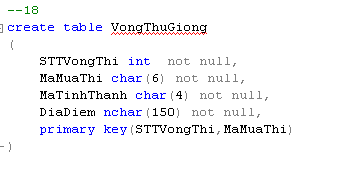 --18
create table VongThuGiong
(
STTVongThi int not null,
MaMuaThi char(6) not null,
MaTinhThanh char(4) not null,
DiaDiem nchar(150) not null,
primary key(STTVongThi,MaMuaThi)
)